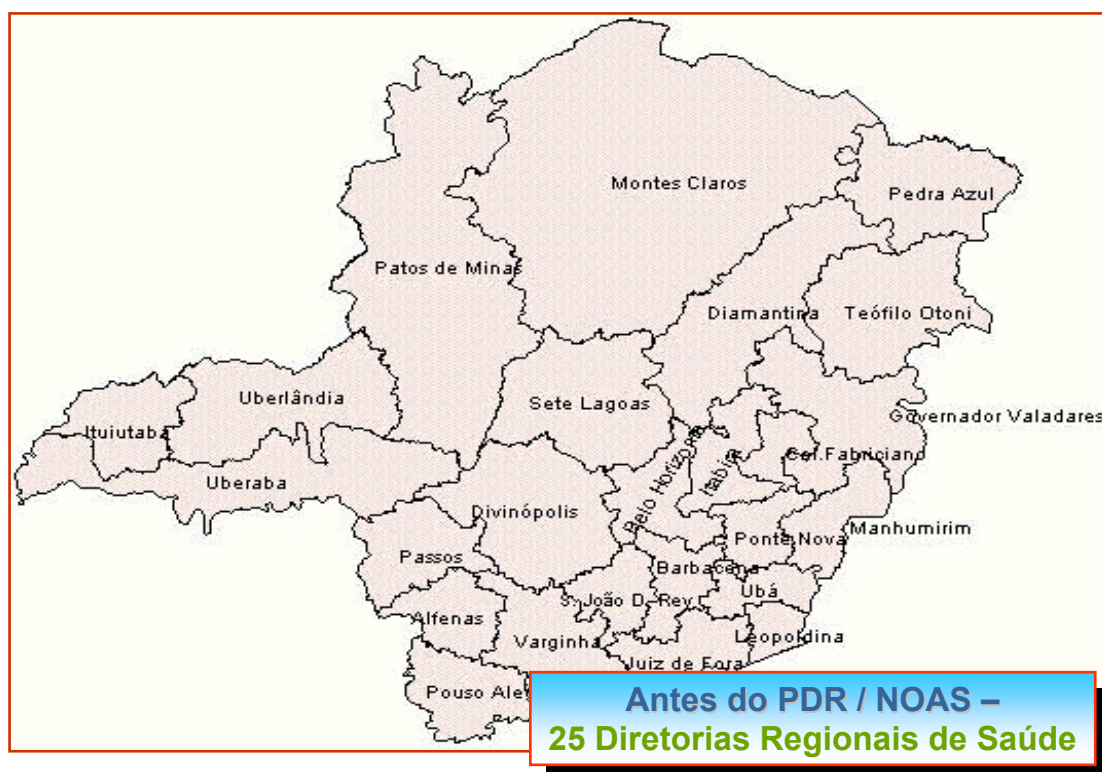 Montes Claros
Pedra Azul
Patos de Minas
Diamantina
Teófilo Otoni
Uberlândia
Sete Lagoas
Governador Valadares
Ituiutaba
Belo Horizonte
Itabira
Cel.Fabriciano
Uberaba
Divinópolis
Manhumirim
Ponte Nova
Passos
Barbacena
Ubá
S. João D. Rey
Alfenas
Varginha
Leopoldina
Juiz de Fora
Pouso Ale
Antes do PDR / NOAS –
25 Diretorias Regionais de Saúde